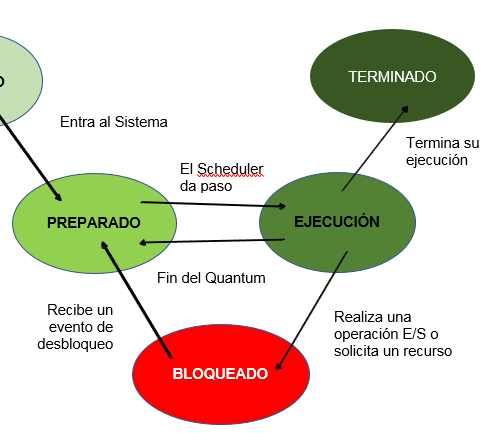 TERMINADO
O
Entra al Sistema
Termina su
ejecución
El Scheduler
da paso
PREPARADO
EJECUCIÓN
Fin del Quantum
Recibe un
evento de
desbloqueo
Realiza una
operación E/S o
solicita un recurso
BLOQUEADO